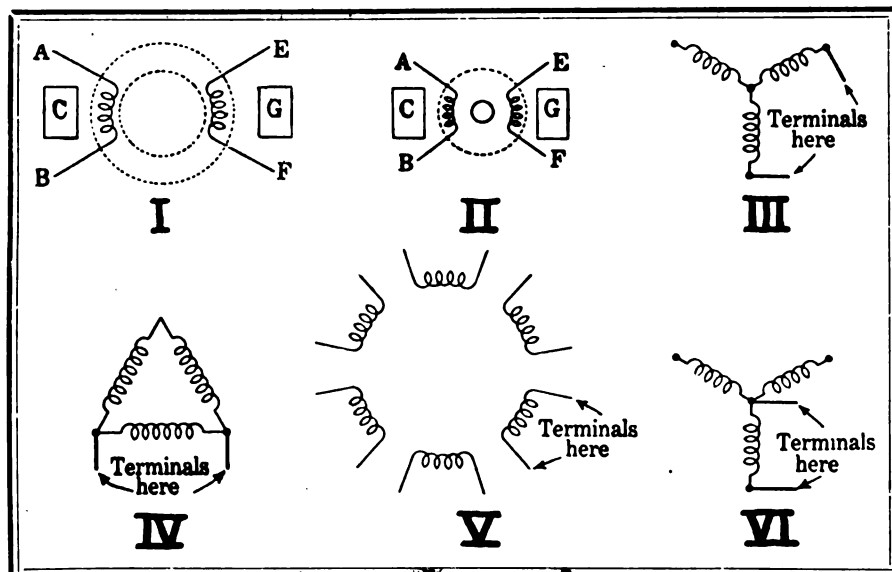 A
E
C
G
B
F
I
A
E
C
G
B
F
II
Terminals
here
III
Terminals
here
IV
Terminals
here
V
Terminals
here
VI